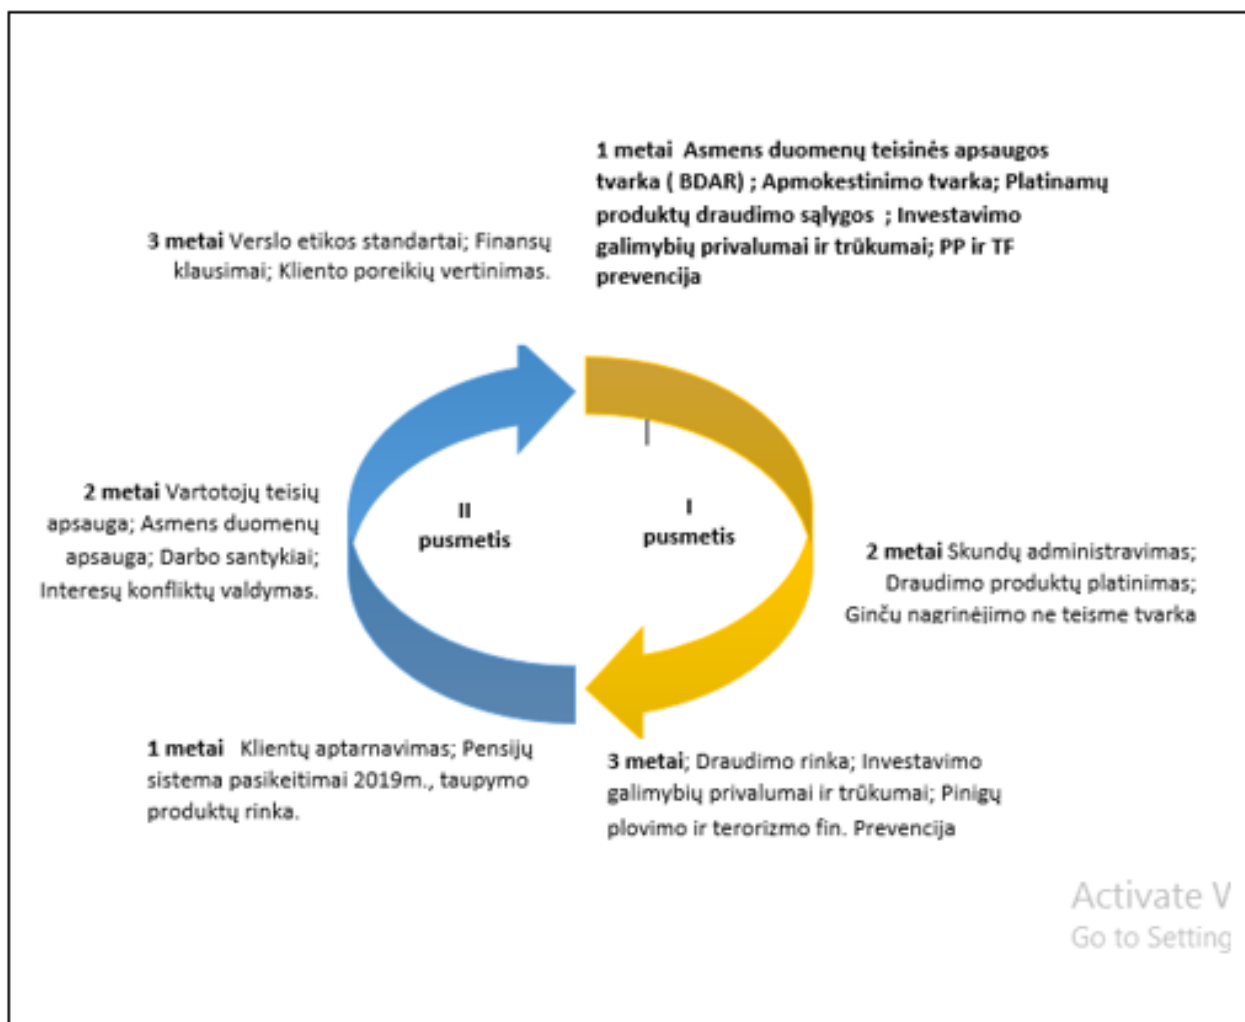 1 metai Asmens duomenų teisinės apsaugos
tvarka ( BDAR) ; Apmokestinimo tvarka; Platinamų
produktų draudimo sąlygos ; Investavimo
galimybių privalumai ir trūkumai; PP ir TF
prevencija
3 metai Verslo etikos standartai; Finansų
klausimai; Kliento poreikių vertinimas.
2 metai Vartotojų teisių
apsauga; Asmens duomenų
apsauga; Darbo santykiai;
Interesų konfliktų valdymas.
II
pusmetis
I
pusmetis
2 metai Skundų administravimas;
Draudimo produktų platinimas;
Ginčų nagrinėjimo ne teisme tvarka
1 metai Klientų aptarnavimas; Pensijų
sistema pasikeitimai 2019m., taupymo
produktų rinka.
3 metai; Draudimo rinka; Investavimo
galimybių privalumai ir trūkumai; Pinigų
plovimo ir terorizmo fin. Prevencija
Activate
Go to Setting